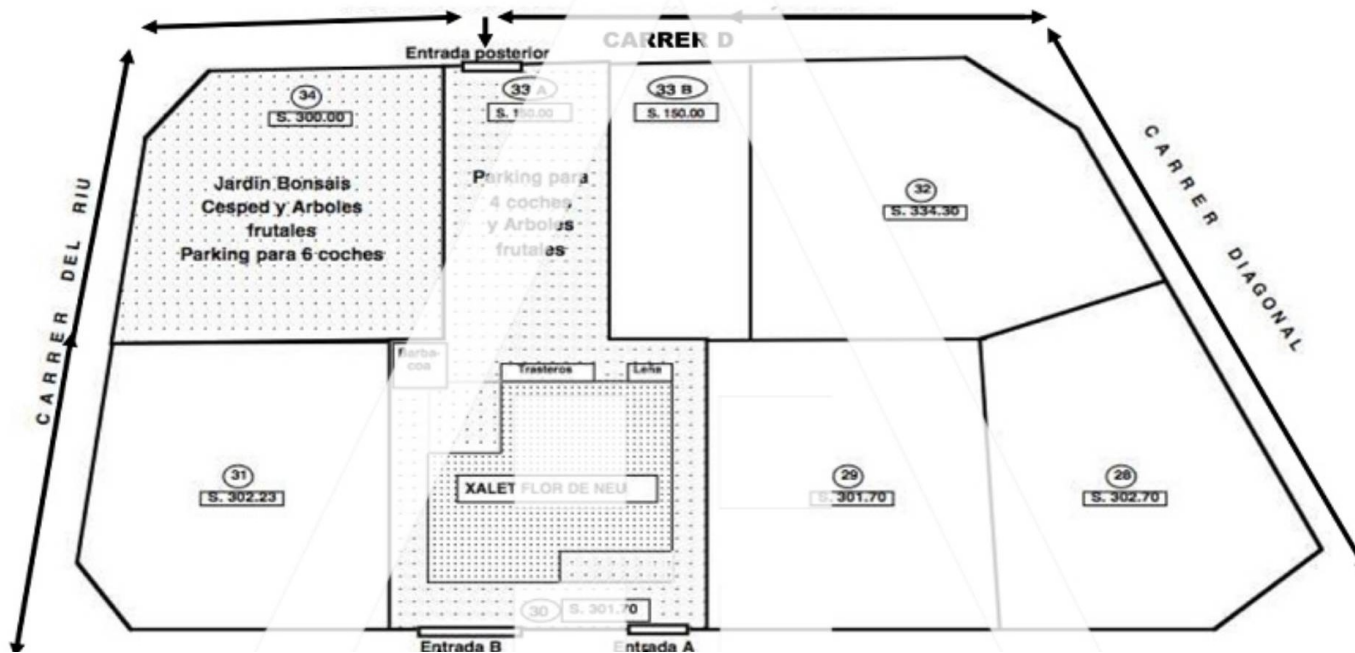 CARRER D
Entrada posterior
34
S. 300.00
33 A
S. 150.00
33 B
S. 150.00
Jardin Bonsais
Cesped y Arboles
frutales
Parking para 6 coches
Parking para
4 coches
y Arboles
frutales
32
S. 334.30
CARRER DEL RIU
CARRER DIAGONAL
Barba-
coa
Trasteros
Leña
31
S. 302.23
XALET FLOR DE NEU
29
S. 301.70
28
S. 302.70
30
S. 301.70
Entrada B
Entrada A